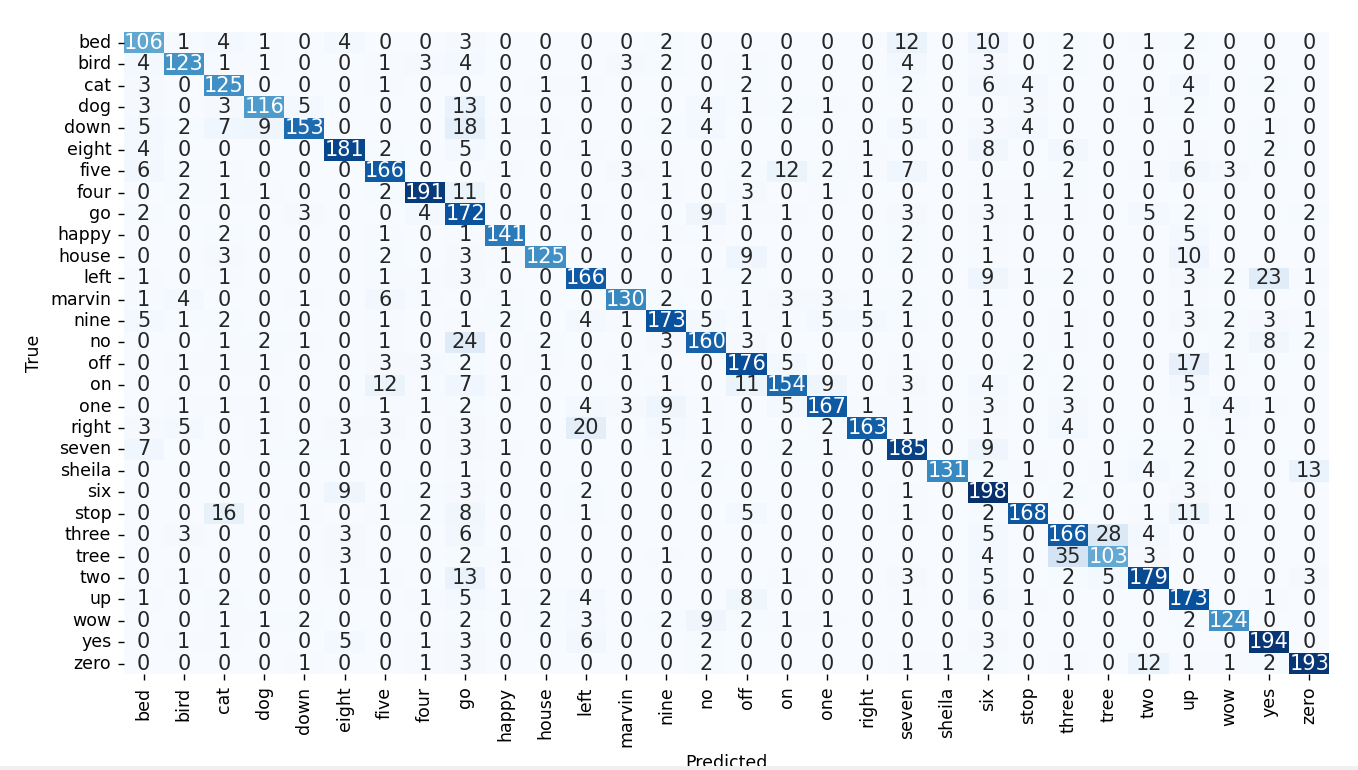 bed 106 1 4 1 0 4 0 0 3 0 0 0 0 2 0 0 0 0 0 12 0 10 0 2 0 1 2 0 0 0
bird 4 123 1 1 0 0 1 3 4 0 0 0 3 2 0 1 0 0 0 4 0 3 0 2 0 0 0 0 0 0
cat 3 0 125 0 0 0 1 0 0 0 1 1 0 0 0 2 0 0 0 2 0 6 4 0 0 0 4 0 2 0
dog 3 0 3 116 5 0 0 0 13 0 0 0 0 0 4 1 2 1 0 0 0 0 3 0 0 1 2 0 0 0
down 5 2 7 9 153 0 0 0 18 1 1 0 0 2 4 0 0 0 0 5 0 3 4 0 0 0 0 0 1 0
eight 4 0 0 0 0 181 2 0 5 0 0 1 0 0 0 0 0 0 1 0 0 8 0 6 0 0 1 0 2 0
five 6 2 1 0 0 0 166 0 0 1 0 0 3 1 0 2 12 2 1 7 0 0 0 2 0 1 6 3 0 0
four 0 2 1 1 0 0 2 191 11 0 0 0 0 1 0 3 0 1 0 0 0 1 1 1 0 0 0 0 0 0
go 2 0 0 0 3 0 0 4 172 0 0 1 0 0 9 1 1 0 0 3 0 3 1 1 0 5 2 0 0 2
happy 0 0 2 0 0 0 1 0 1 141 0 0 0 1 1 0 0 0 0 2 0 1 0 0 0 0 5 0 0 0
house 0 0 3 0 0 0 2 0 3 1 125 0 0 0 0 9 0 0 0 2 0 1 0 0 0 0 10 0 0 0
left 1 0 1 0 0 0 1 1 3 0 0 166 0 0 1 2 0 0 0 0 0 9 1 2 0 0 3 2 23 1
marvin 1 4 0 0 1 0 6 1 0 1 0 0 130 2 0 1 3 3 1 2 0 1 0 0 0 0 1 0 0 0
nine 5 1 2 0 0 0 1 0 1 2 0 4 1 173 5 1 1 5 5 1 0 0 0 1 0 0 3 2 3 1
no 0 0 1 2 1 0 1 0 24 0 2 0 0 3 160 3 0 0 0 0 0 0 0 1 0 0 0 2 8 2
off 0 1 1 1 0 0 3 3 2 0 1 0 1 0 0 176 5 0 0 1 0 0 2 0 0 0 17 1 0 0
on 0 0 0 0 0 0 12 1 7 1 0 0 0 1 0 11 154 9 0 3 0 4 0 2 0 0 5 0 0 0
one 0 1 1 1 0 0 1 1 2 0 0 4 3 9 1 0 5 167 1 1 0 3 0 3 0 0 1 4 1 0
right 3 5 0 1 0 3 3 0 3 0 0 20 0 5 1 0 0 2 163 1 0 1 0 4 0 0 0 1 0 0
seven 7 0 0 1 2 1 0 0 3 1 0 0 0 1 0 0 2 1 0 185 0 9 0 0 0 2 2 0 0 0
sheila 0 0 0 0 0 0 0 0 1 0 0 0 0 0 2 0 0 0 0 0 131 2 1 0 1 4 2 0 0 13
six 0 0 0 0 0 9 0 2 3 0 0 2 0 0 0 0 0 0 0 1 0 198 0 2 0 0 3 0 0 0
stop 0 0 16 0 1 0 1 2 8 0 0 1 0 0 0 5 0 0 0 1 0 2 168 0 0 1 11 1 0 0
three 0 3 0 0 0 3 0 0 6 0 0 0 0 0 0 0 0 0 0 0 0 5 0 166 28 4 0 0 0 0
tree 0 0 0 0 0 3 0 0 2 1 0 0 0 1 0 0 0 0 0 0 0 4 0 35 103 3 0 0 0 0
two 0 1 0 0 0 1 1 0 13 0 0 0 0 0 0 0 1 0 0 3 0 5 0 2 5 179 0 0 0 3
up 1 0 2 0 0 0 0 1 5 1 2 4 0 0 0 8 0 0 0 1 0 6 1 0 0 0 173 0 1 0
wow 0 0 1 1 2 0 0 0 2 0 2 3 0 2 9 2 1 1 0 0 0 0 0 0 0 0 2 124 0 0
yes 0 1 1 0 0 5 0 1 3 0 0 6 0 0 2 0 0 0 0 0 0 3 0 0 0 0 0 0 194 0
zero 0 0 0 0 1 0 0 1 3 0 0 0 0 0 2 0 0 0 0 1 1 2 0 1 0 12 1 1 2 193
True
bed bird cat dog down eight five four go happy house left marvin nine no off on one right seven sheila six stop three tree two up wow yes zero
Predicted